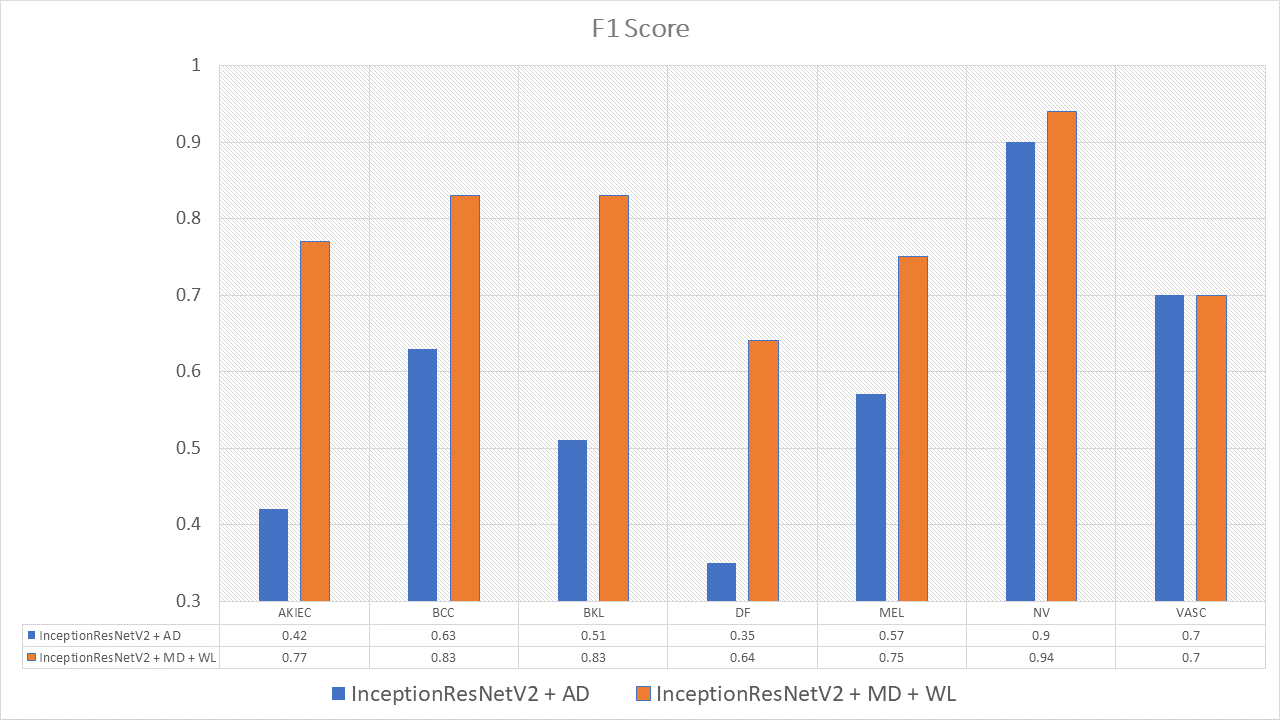 F1 Score
1
0.9
0.8
0.7
0.6
0.5
0.4
0.3
AKIEC BCC BKL DF MEL NV VASC
InceptionResNetV2 + AD 0.42 0.63 0.51 0.35 0.57 0.9 0.7
InceptionResNetV2 + MD + WL 0.77 0.83 0.83 0.64 0.75 0.94 0.7
InceptionResNetV2 + AD InceptionResNetV2 + MD + WL